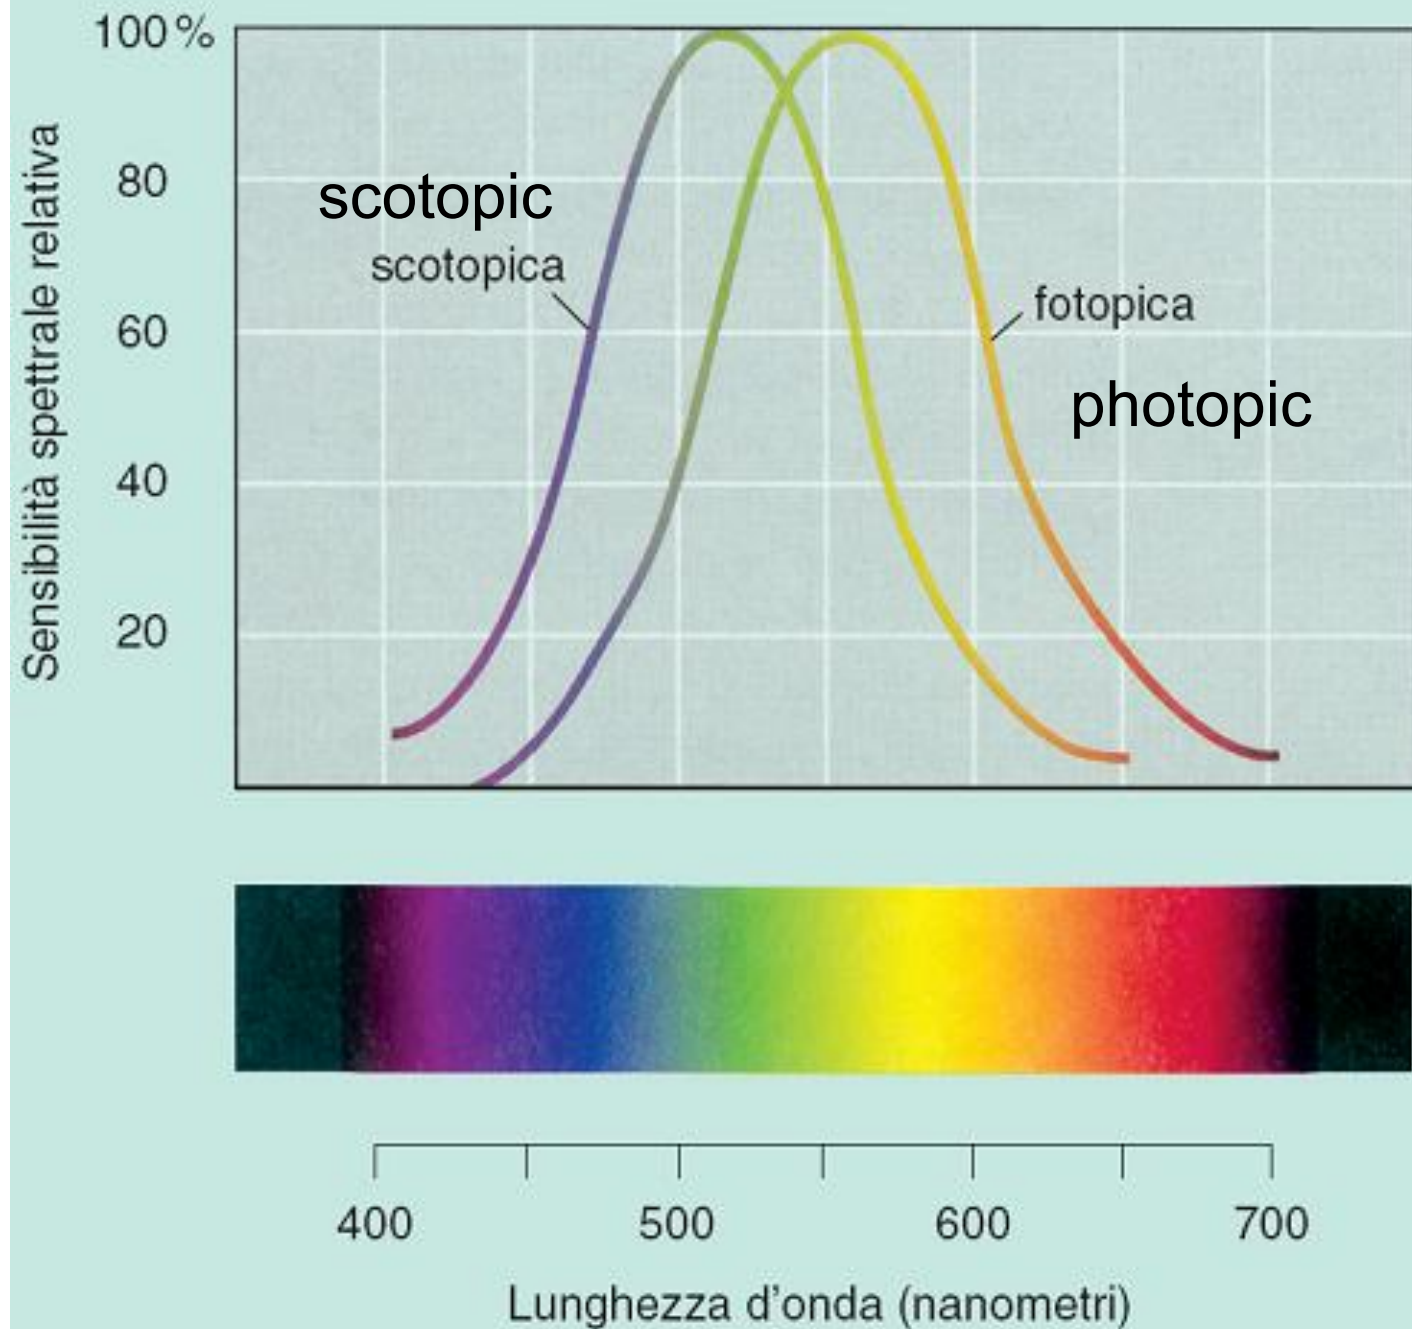 100%
80
60
40
20
Sensibilità spettrale relativa
scotopic
scotopica
fotopica
photopic
400 500 600 700
Lunghezza d'onda (nanometri)